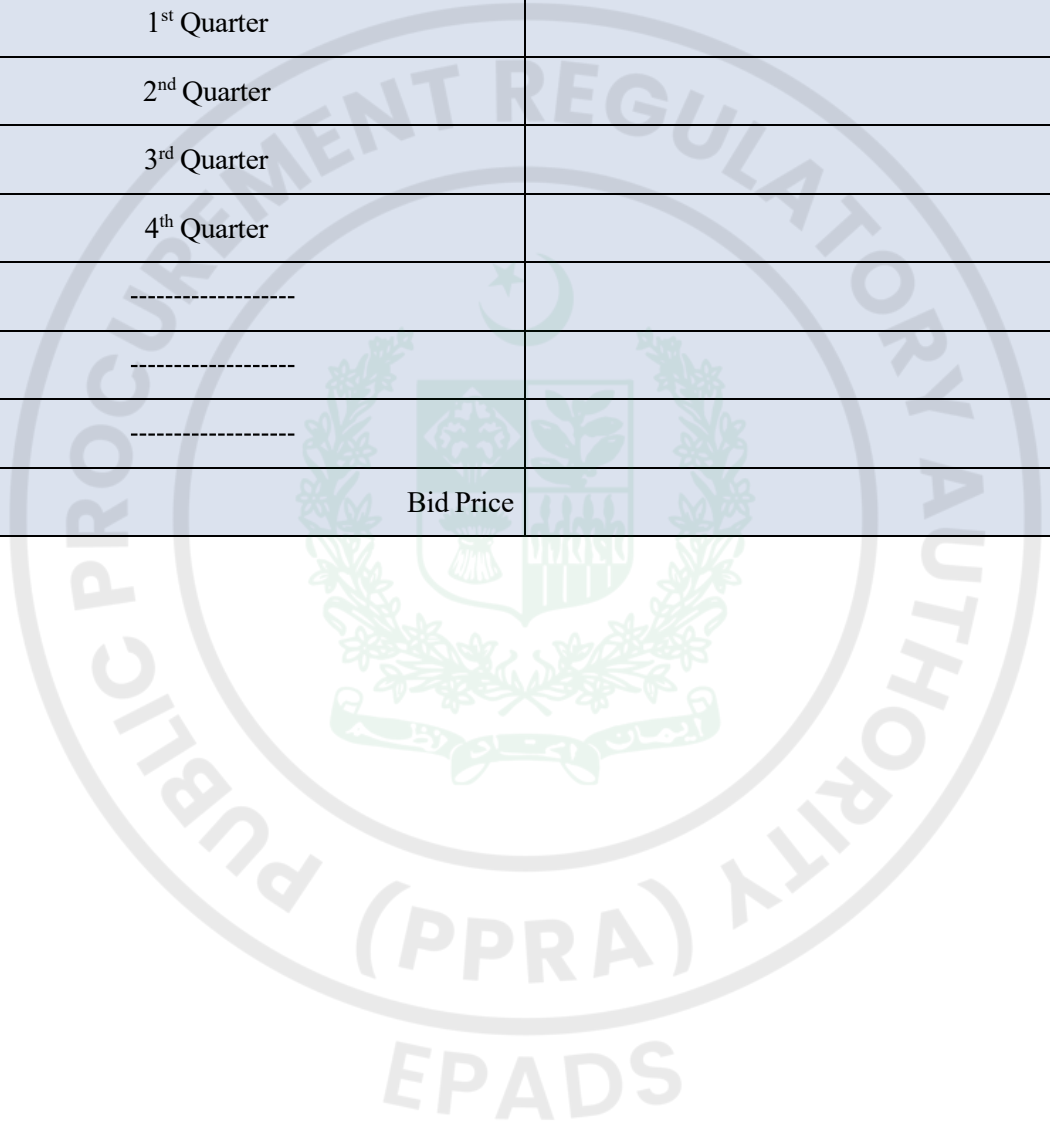 1st Quarter
2nd Quarter
3rd Quarter
4th Quarter
-------------------
-------------------
-------------------
Bid Price
PUBLIC PROCUREMENT REGULATORY AUTHORITY
(PPRA)
EPADS